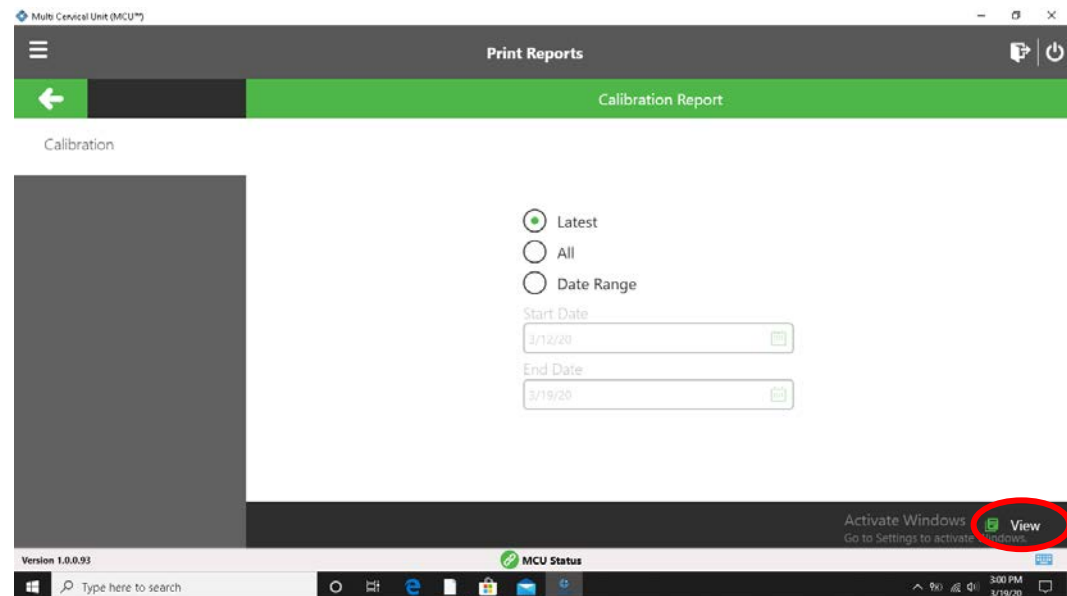 Multi Cervical Unit (MCU™)
Print Reports
Calibration Report
Calibration
Latest
All
Date Range
Start Date
3/12/20
End Date
3/19/20
Activate Windows
Go to Settings to activate Windows.
View
Version 1.0.0.93
MCU Status
Type here to search
3:00 PM
3/19/20